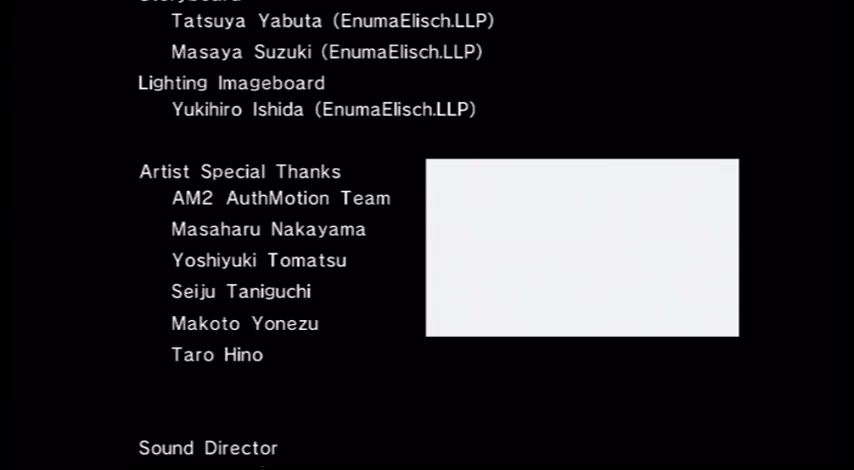 Storyboard
Tatsuya Yabuta (EnumaElisch.LLP)
Masaya Suzuki (EnumaElisch.LLP)
Lighting Imageboard
Yukihiro Ishida (EnumaElisch.LLP)
Artist Special Thanks
AM2 AuthMotion Team
Masaharu Nakayama
Yoshiyuki Tomatsu
Seiju Taniguchi
Makoto Yonezu
Taro Hino
Sound Director